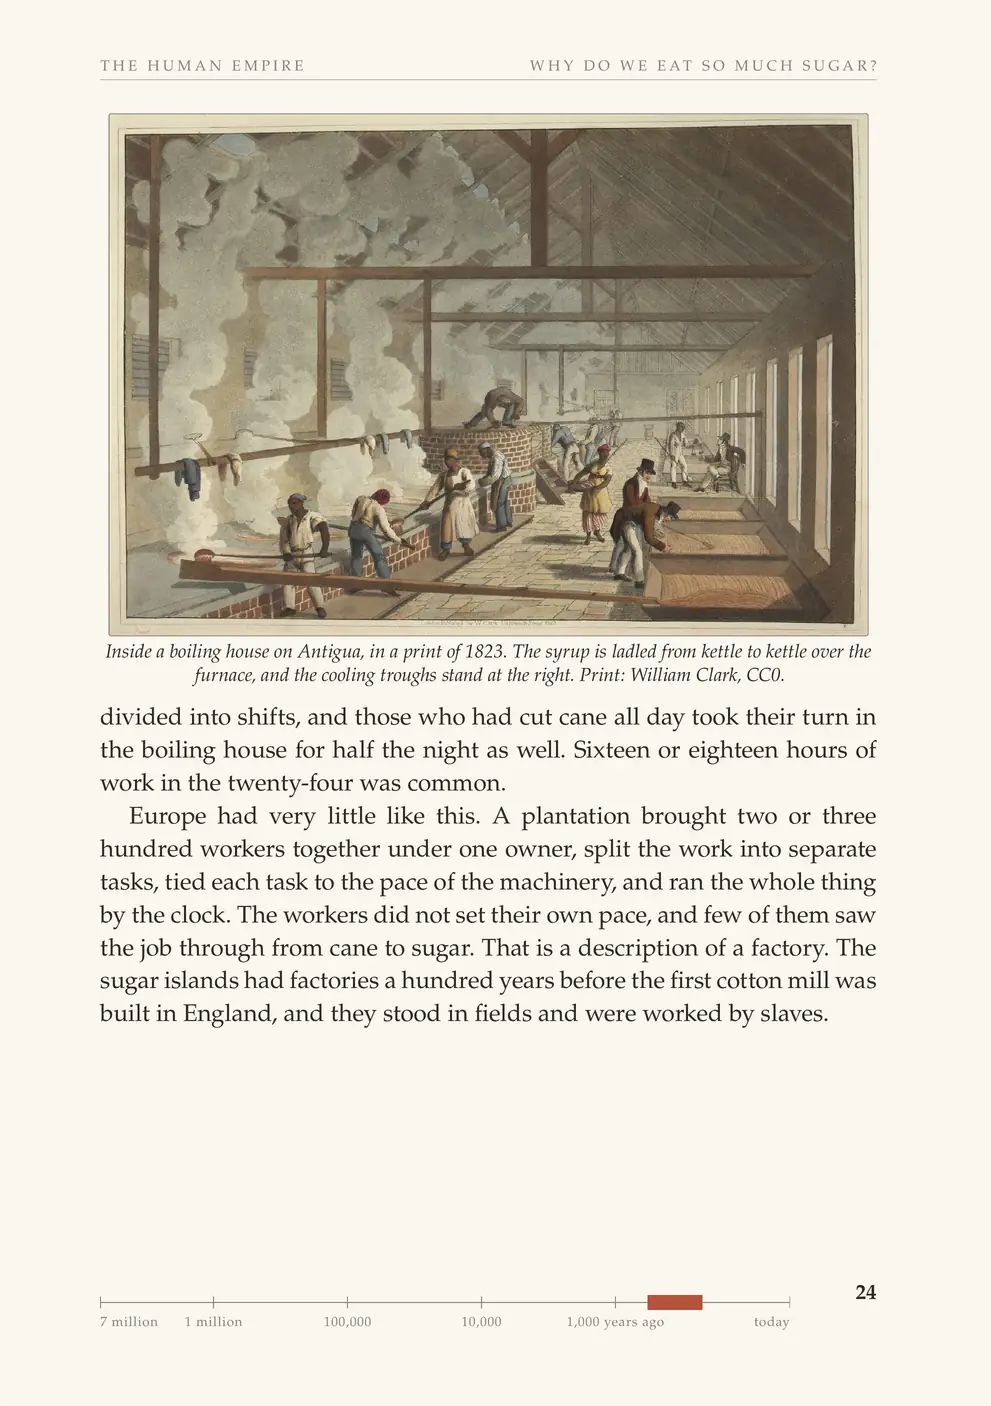 THE HUMAN EMPIRE
WHY DO WE EAT SO MUCH SUGAR?
Inside a boiling house on Antigua, in a print of 1823. The syrup is ladled from kettle to kettle over the
furnace, and the cooling troughs stand at the right. Print: William Clark, CC0.
divided into shifts, and those who had cut cane all day took their turn in
the boiling house for half the night as well. Sixteen or eighteen hours of
work in the twenty-four was common.
Europe had very little like this. A plantation brought two or three
hundred workers together under one owner, split the work into separate
tasks, tied each task to the pace of the machinery, and ran the whole thing
by the clock. The workers did not set their own pace, and few of them saw
the job through from cane to sugar. That is a description of a factory. The
sugar islands had factories a hundred years before the first cotton mill was
built in England, and they stood in fields and were worked by slaves.
24
7 million 1 million 100,000 10,000 1,000 years ago today